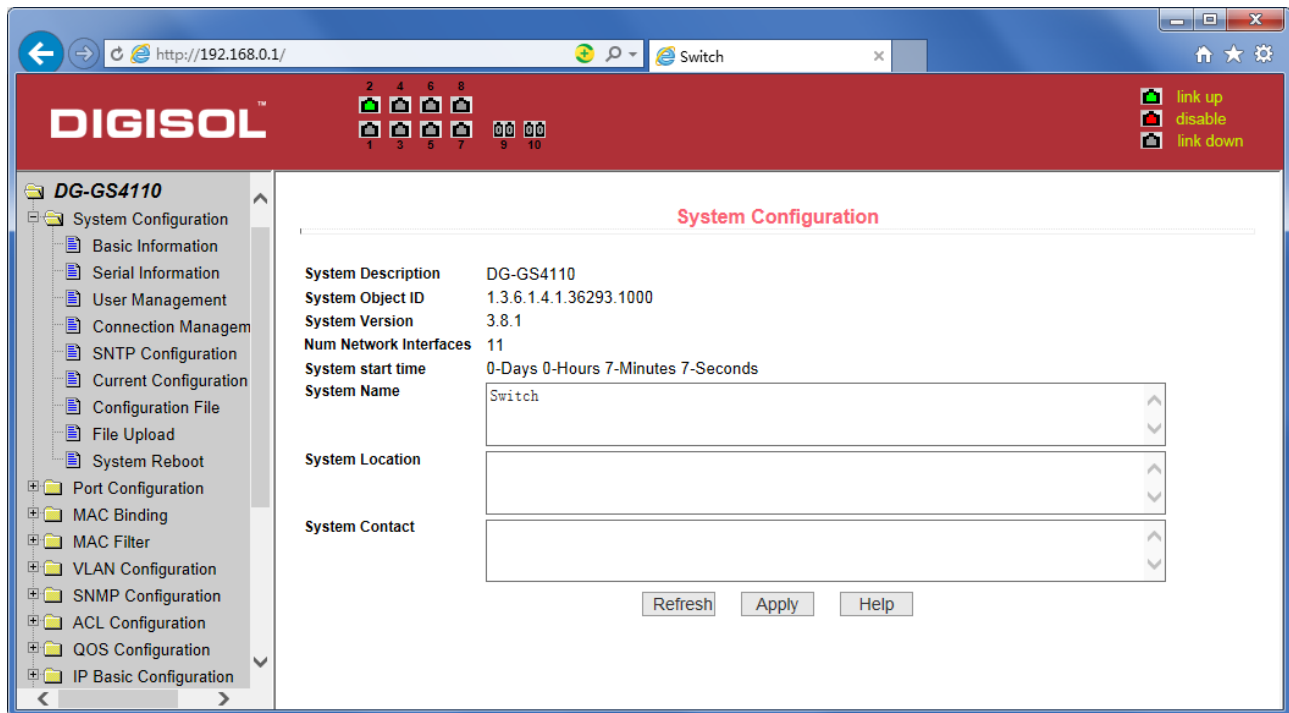 http://192.168.0.1/
Switch
DIGISOL™
2 4 6 8
1 3 5 7 9 10
link up
disable
link down
DG-GS4110
System Configuration
Basic Information
Serial Information
User Management
Connection Managem
SNTP Configuration
Current Configuration
Configuration File
File Upload
System Reboot
Port Configuration
MAC Binding
MAC Filter
VLAN Configuration
SNMP Configuration
ACL Configuration
QOS Configuration
IP Basic Configuration
System Configuration
System Description DG-GS4110
System Object ID 1.3.6.1.4.1.36293.1000
System Version 3.8.1
Num Network Interfaces 11
System start time 0-Days 0-Hours 7-Minutes 7-Seconds
System Name Switch
System Location
System Contact
Refresh Apply Help